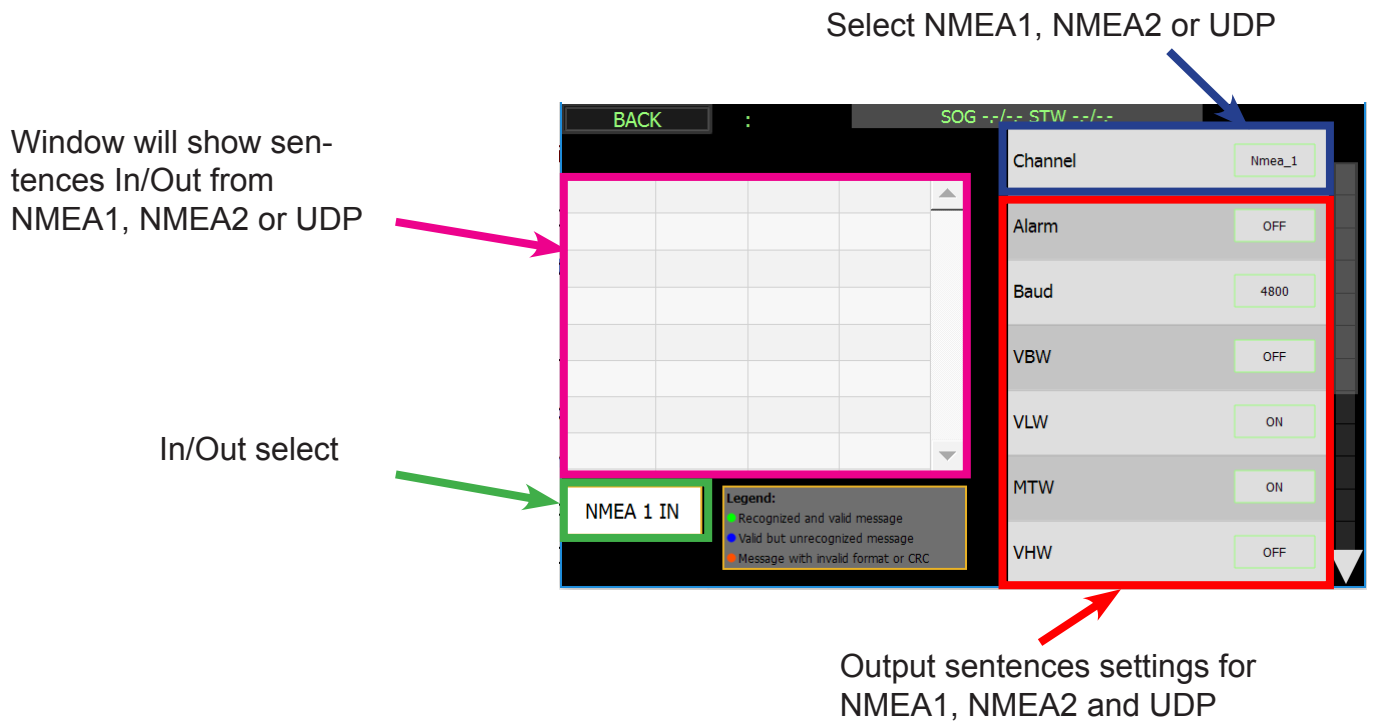 Select NMEA1, NMEA2 or UDP
Window will show sen-
tences In/Out from
NMEA1, NMEA2 or UDP
BACK
:
SOG -.-/-.- STW -.-/-.-
Channel
Nmea_1
Alarm
OFF
Baud
4800
VBW
OFF
VLW
ON
MTW
ON
VHW
OFF
In/Out select
NMEA 1 IN
Legend:
Recognized and valid message
Valid but unrecognized message
Message with invalid format or CRC
Output sentences settings for
NMEA1, NMEA2 and UDP